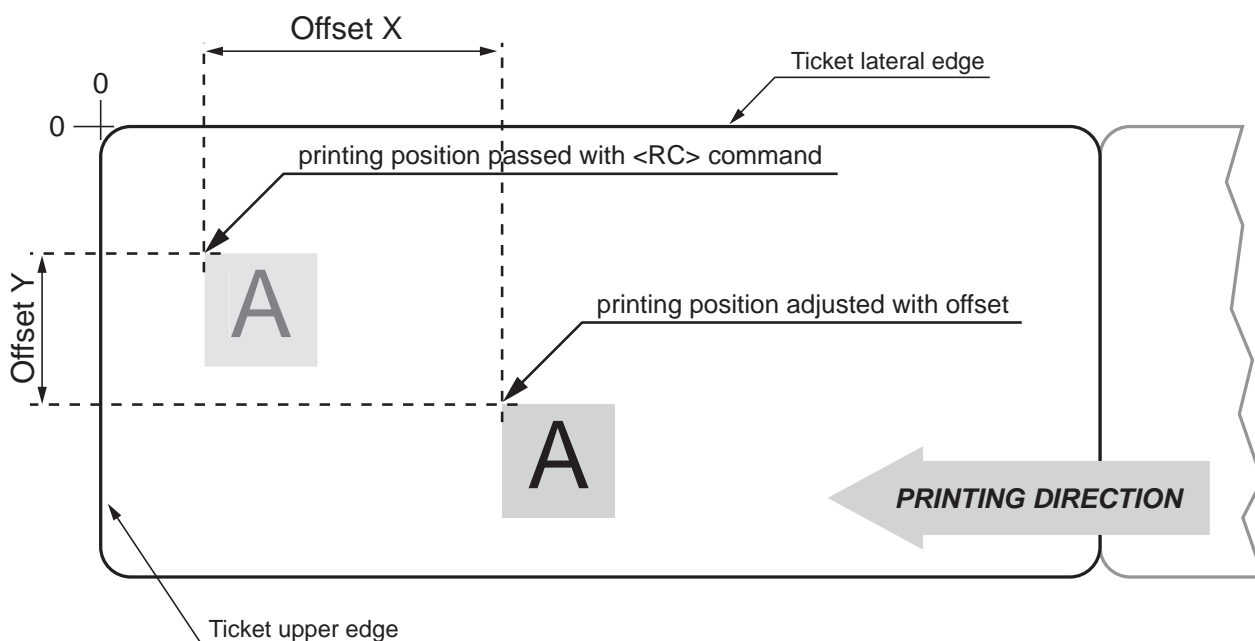 Offset X
Ticket lateral edge
0
0
printing position passed with <RC> command
Offset Y
A
printing position adjusted with offset
A
PRINTING DIRECTION
Ticket upper edge